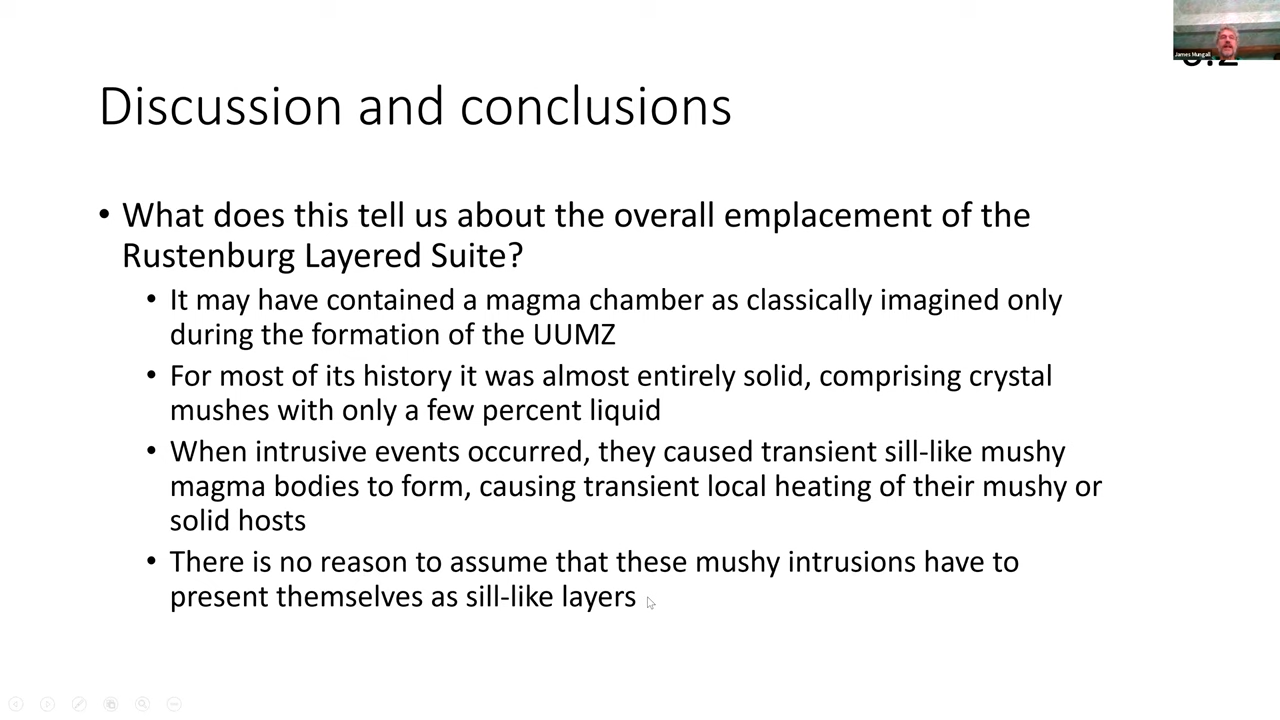 James Mungall
Discussion and conclusions
• What does this tell us about the overall emplacement of the
Rustenburg Layered Suite?
• It may have contained a magma chamber as classically imagined only
during the formation of the UUMZ
• For most of its history it was almost entirely solid, comprising crystal
mushes with only a few percent liquid
• When intrusive events occurred, they caused transient sill-like mushy
magma bodies to form, causing transient local heating of their mushy or
solid hosts
• There is no reason to assume that these mushy intrusions have to
present themselves as sill-like layers